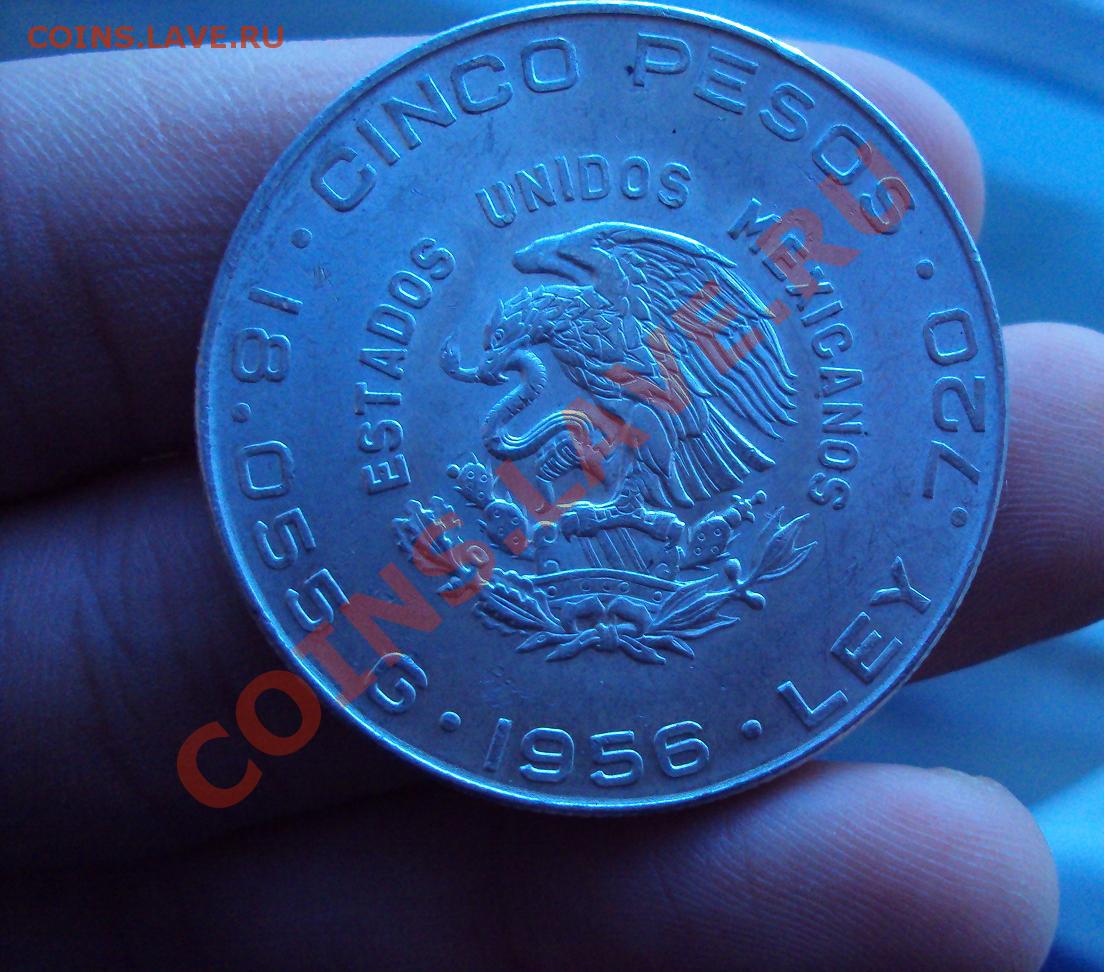 COINS.LAVE.RU
CINCO PESOS · LEY .720 · 1956 · 18.055 G ·
ESTADOS UNIDOS MEXICANOS
COINS.LAVE.RU